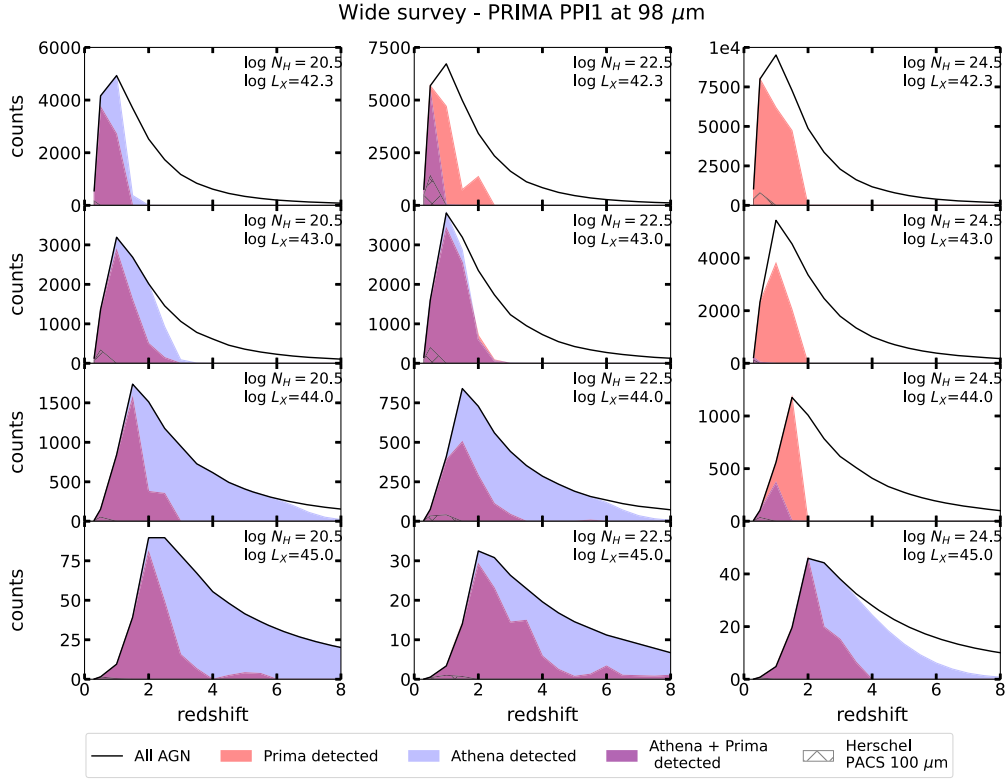 Wide survey - PRIMA PPI1 at 98 μm
6000
4000
2000
0
counts
log N_H = 20.5
log L_X=42.3
7500
5000
2500
0
log N_H = 22.5
log L_X=42.3
1e4
7500
5000
2500
0
log N_H = 24.5
log L_X=42.3
3000
2000
1000
0
counts
log N_H = 20.5
log L_X=43.0
3000
2000
1000
0
log N_H = 22.5
log L_X=43.0
4000
2000
0
log N_H = 24.5
log L_X=43.0
1500
1000
500
0
counts
log N_H = 20.5
log L_X=44.0
750
500
250
0
log N_H = 22.5
log L_X=44.0
1000
500
0
log N_H = 24.5
log L_X=44.0
75
50
25
0
counts
log N_H = 20.5
log L_X=45.0
30
20
10
0
log N_H = 22.5
log L_X=45.0
40
20
0
log N_H = 24.5
log L_X=45.0
0 2 4 6 8
0 2 4 6 8
0 2 4 6 8
redshift
redshift
redshift
All AGN
Prima detected
Athena detected
Athena + Prima
detected
Herschel
PACS 100 μm